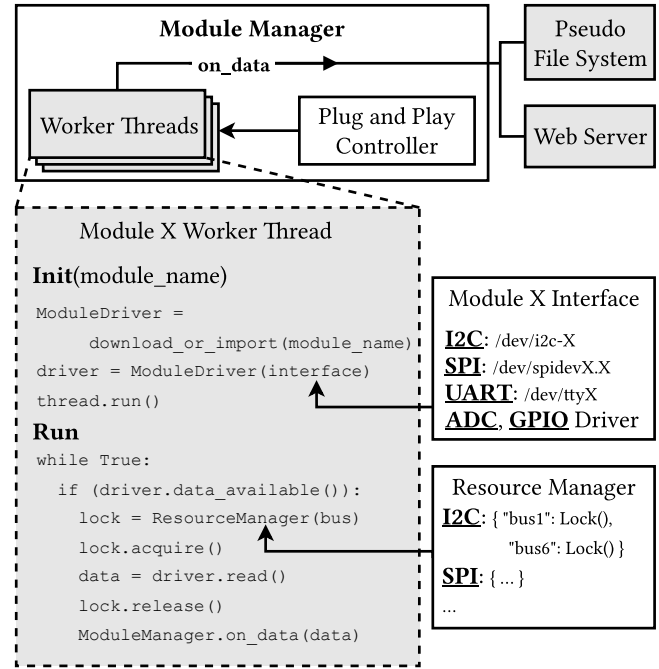 Module Manager
on_data
Pseudo
File System
Worker Threads
Plug and Play
Controller
Web Server
Module X Worker Thread
Init(module_name)
ModuleDriver =
download_or_import(module_name)
driver = ModuleDriver(interface)
thread.run()
Run
while True:
if (driver.data_available()):
lock = ResourceManager(bus)
lock.acquire()
data = driver.read()
lock.release()
ModuleManager.on_data(data)
Module X Interface
I2C: /dev/i2c-X
SPI: /dev/spidevX.X
UART: /dev/ttyX
ADC, GPIO Driver
Resource Manager
I2C: { "bus1": Lock(),
"bus6": Lock() }
SPI: { ... }
...